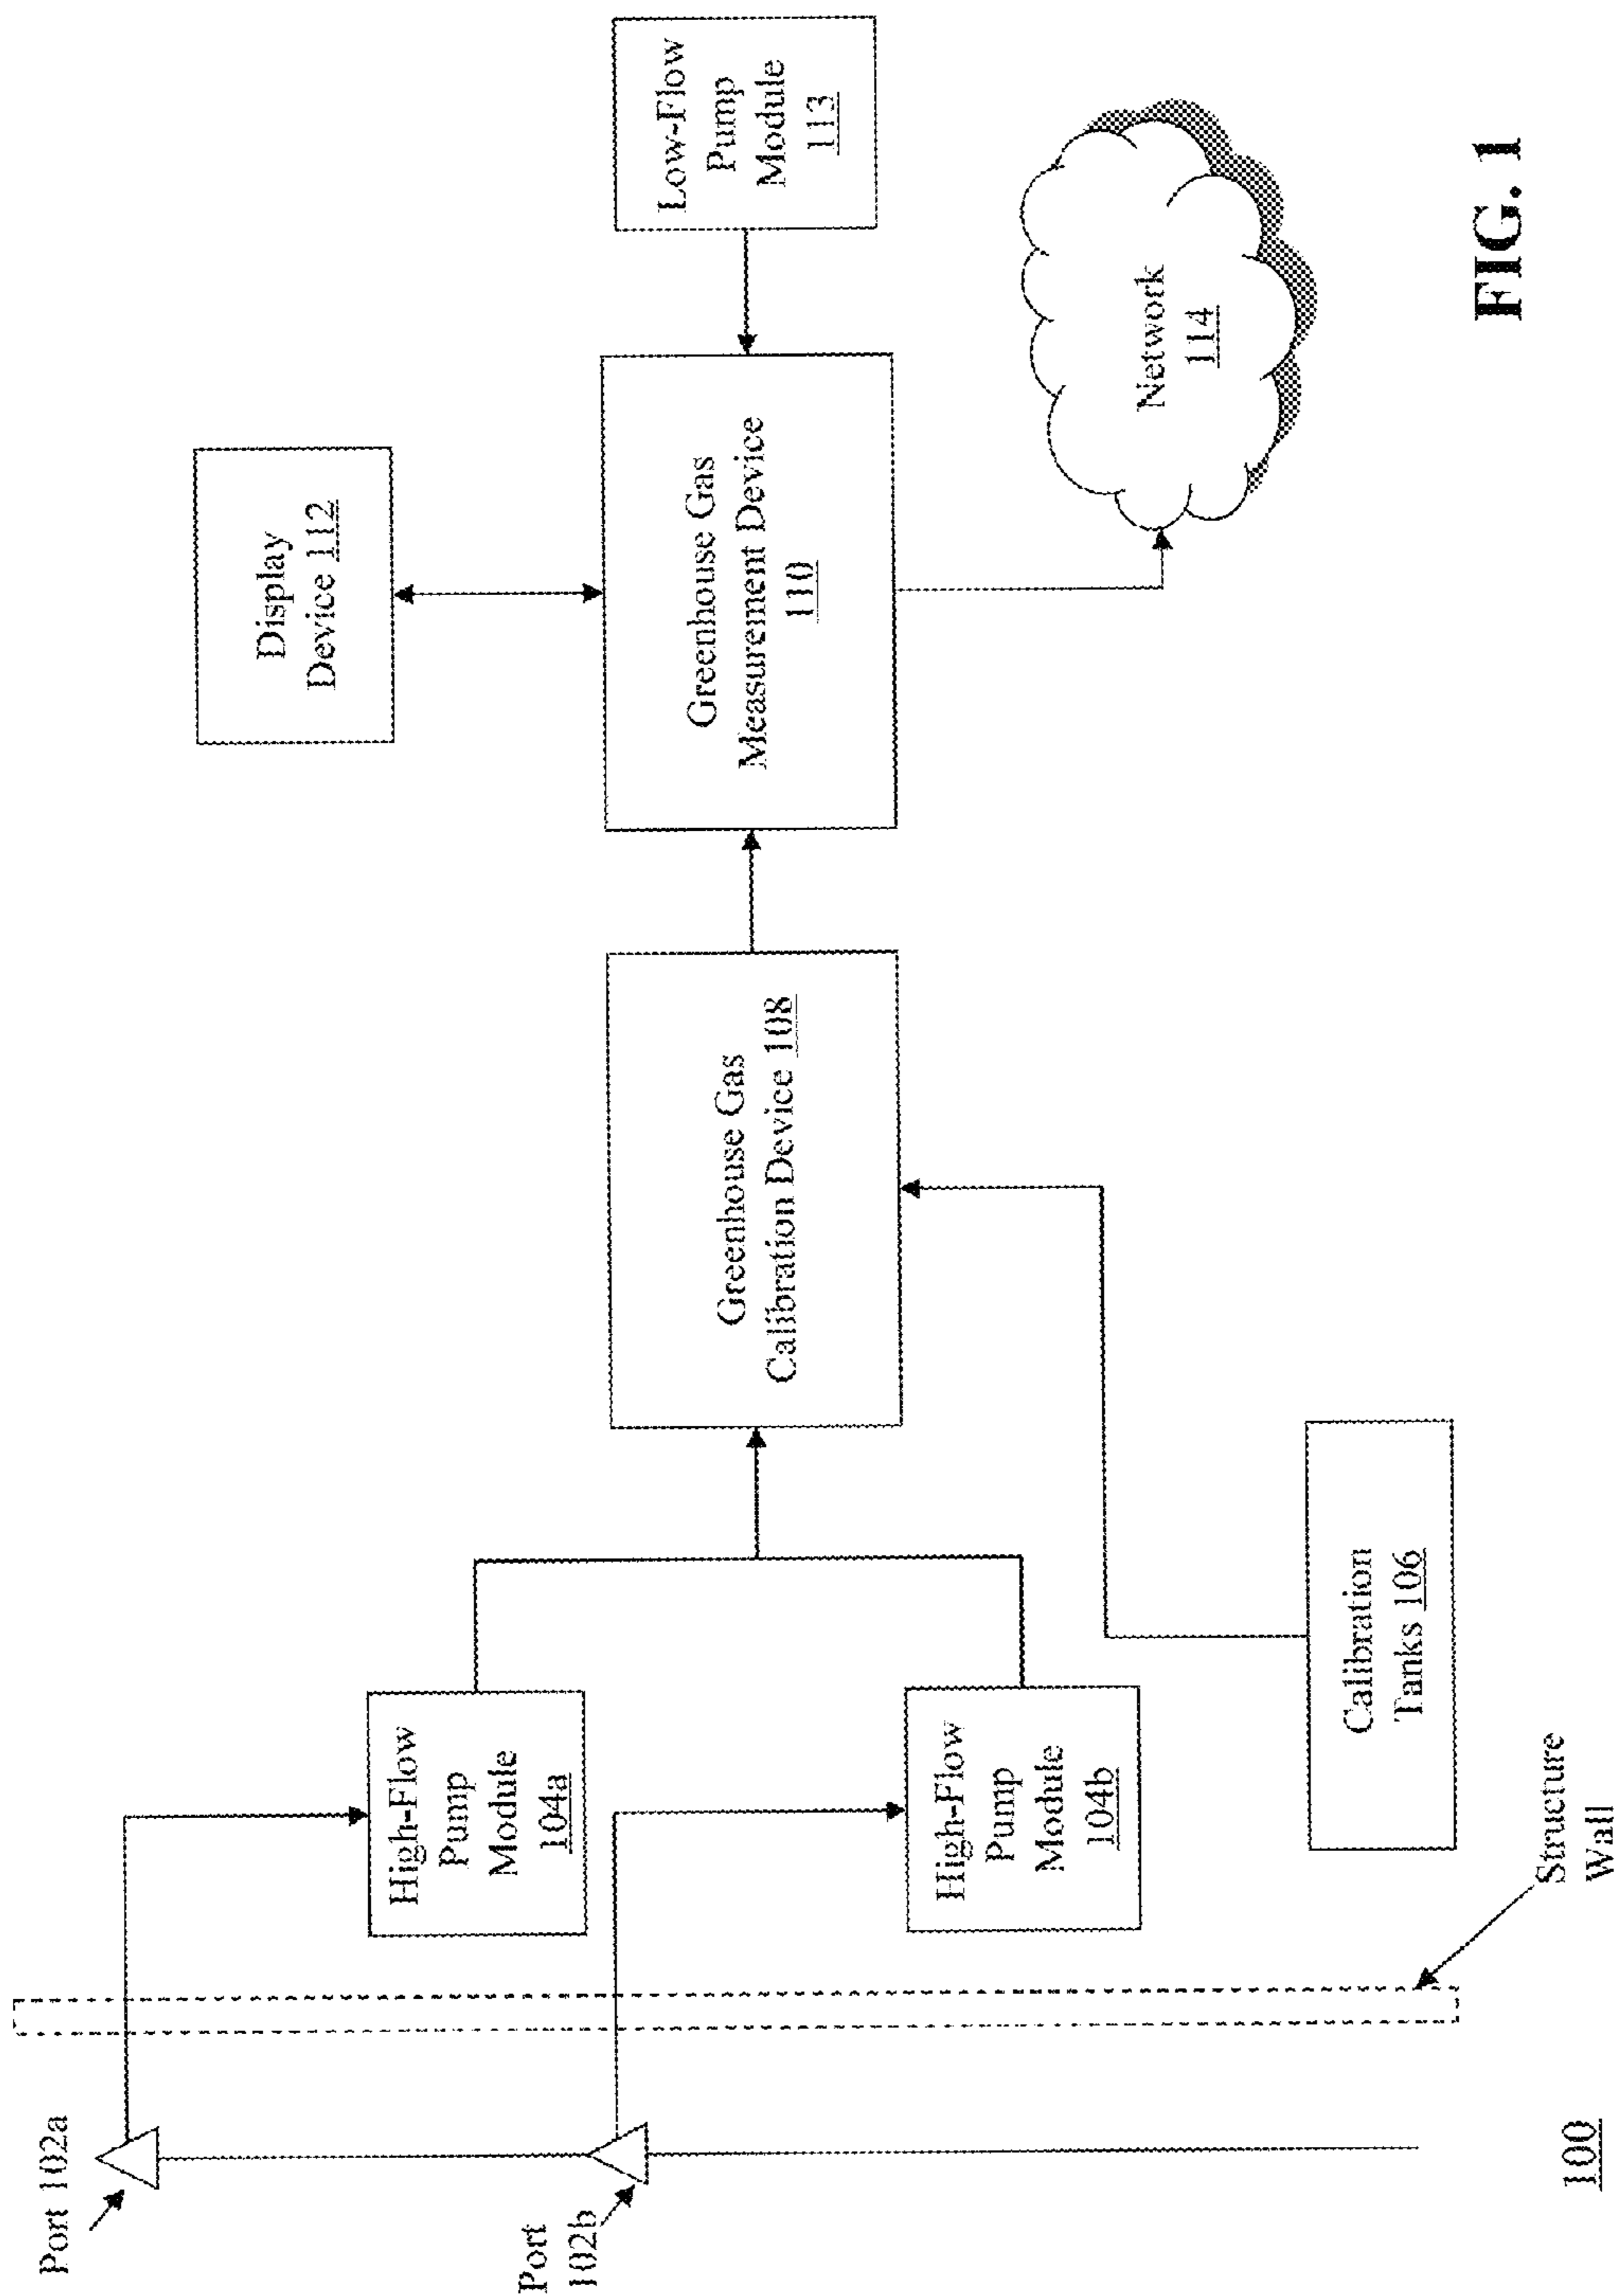 Port 102a
Port
102b
100
Structure
Wall
High-Flow
Pump
Module
104a
High-Flow
Pump
Module
104b
Calibration
Tanks 106
Greenhouse Gas
Calibration Device 108
Display
Device 112
Greenhouse Gas
Measurement Device
110
Low-Flow
Pump
Module
113
Network
114
FIG. 1